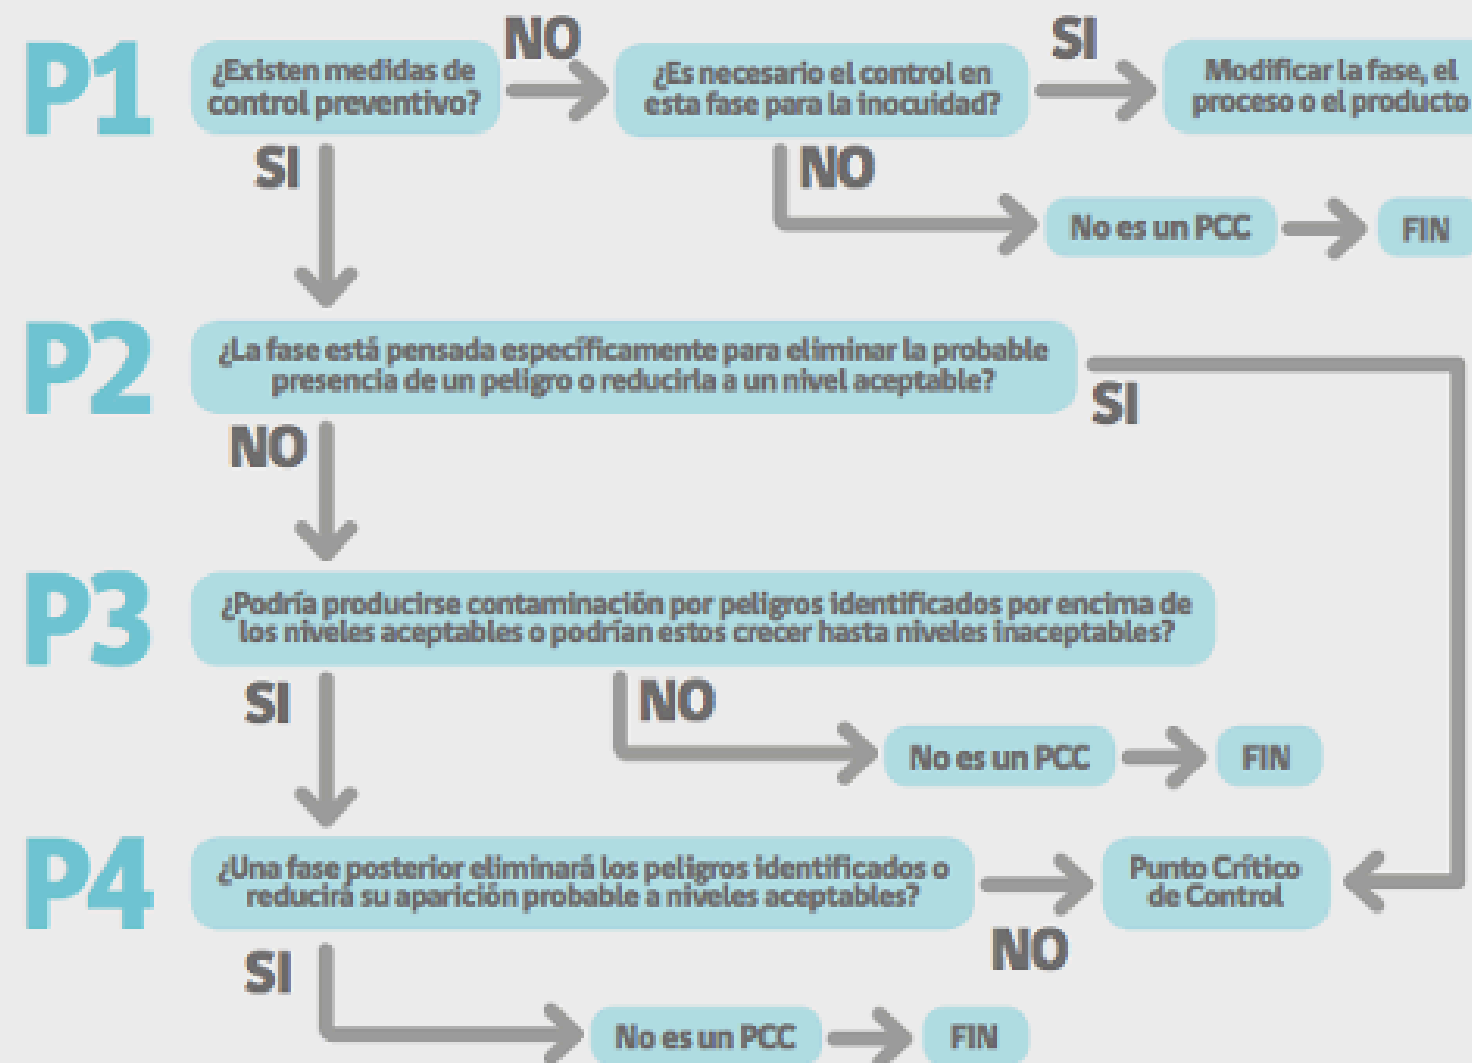 P1
¿Existen medidas de
control preventivo?
NO
¿Es necesario el control en
esta fase para la inocuidad?
SI
Modificar la fase, el
proceso o el producto
SI
NO
No es un PCC
FIN
P2
¿La fase está pensada específicamente para eliminar la probable
presencia de un peligro o reducirla a un nivel aceptable?
SI
NO
P3
¿Podría producirse contaminación por peligros identificados por encima de
los niveles aceptables o podrían estos crecer hasta niveles inaceptables?
SI
NO
No es un PCC
FIN
P4
¿Una fase posterior eliminará los peligros identificados o
reducirá su aparición probable a niveles aceptables?
NO
Punto Crítico
de Control
SI
No es un PCC
FIN